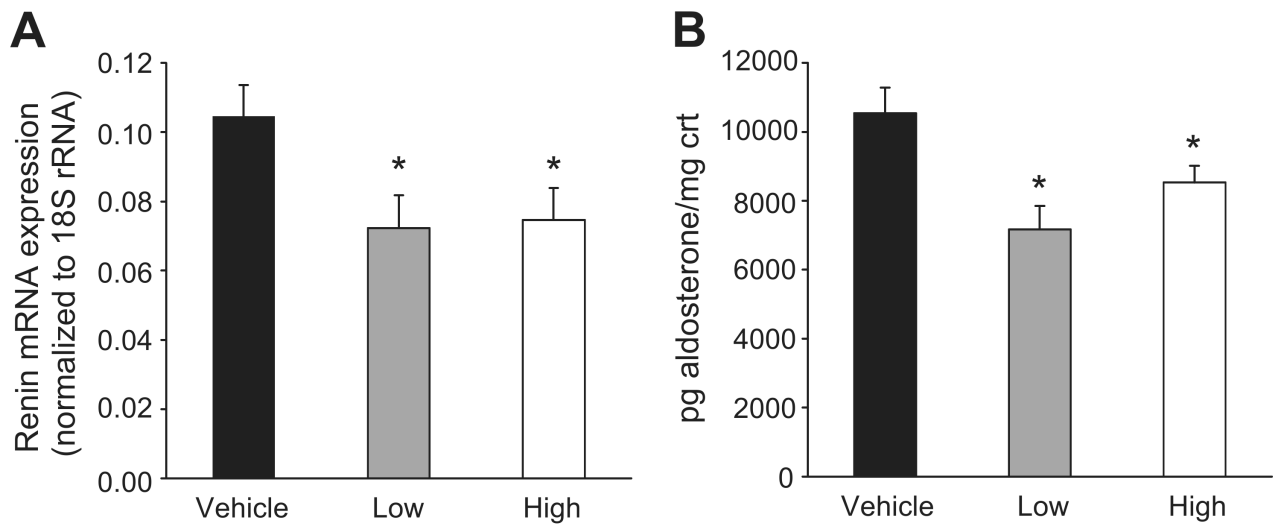 A
Renin mRNA expression
(normalized to 18S rRNA)
0.12
0.10
0.08
0.06
0.04
0.02
0.00
*
*
Vehicle
Low
High
B
pg aldosterone/mg crt
12000
10000
8000
6000
4000
2000
0
*
*
Vehicle
Low
High